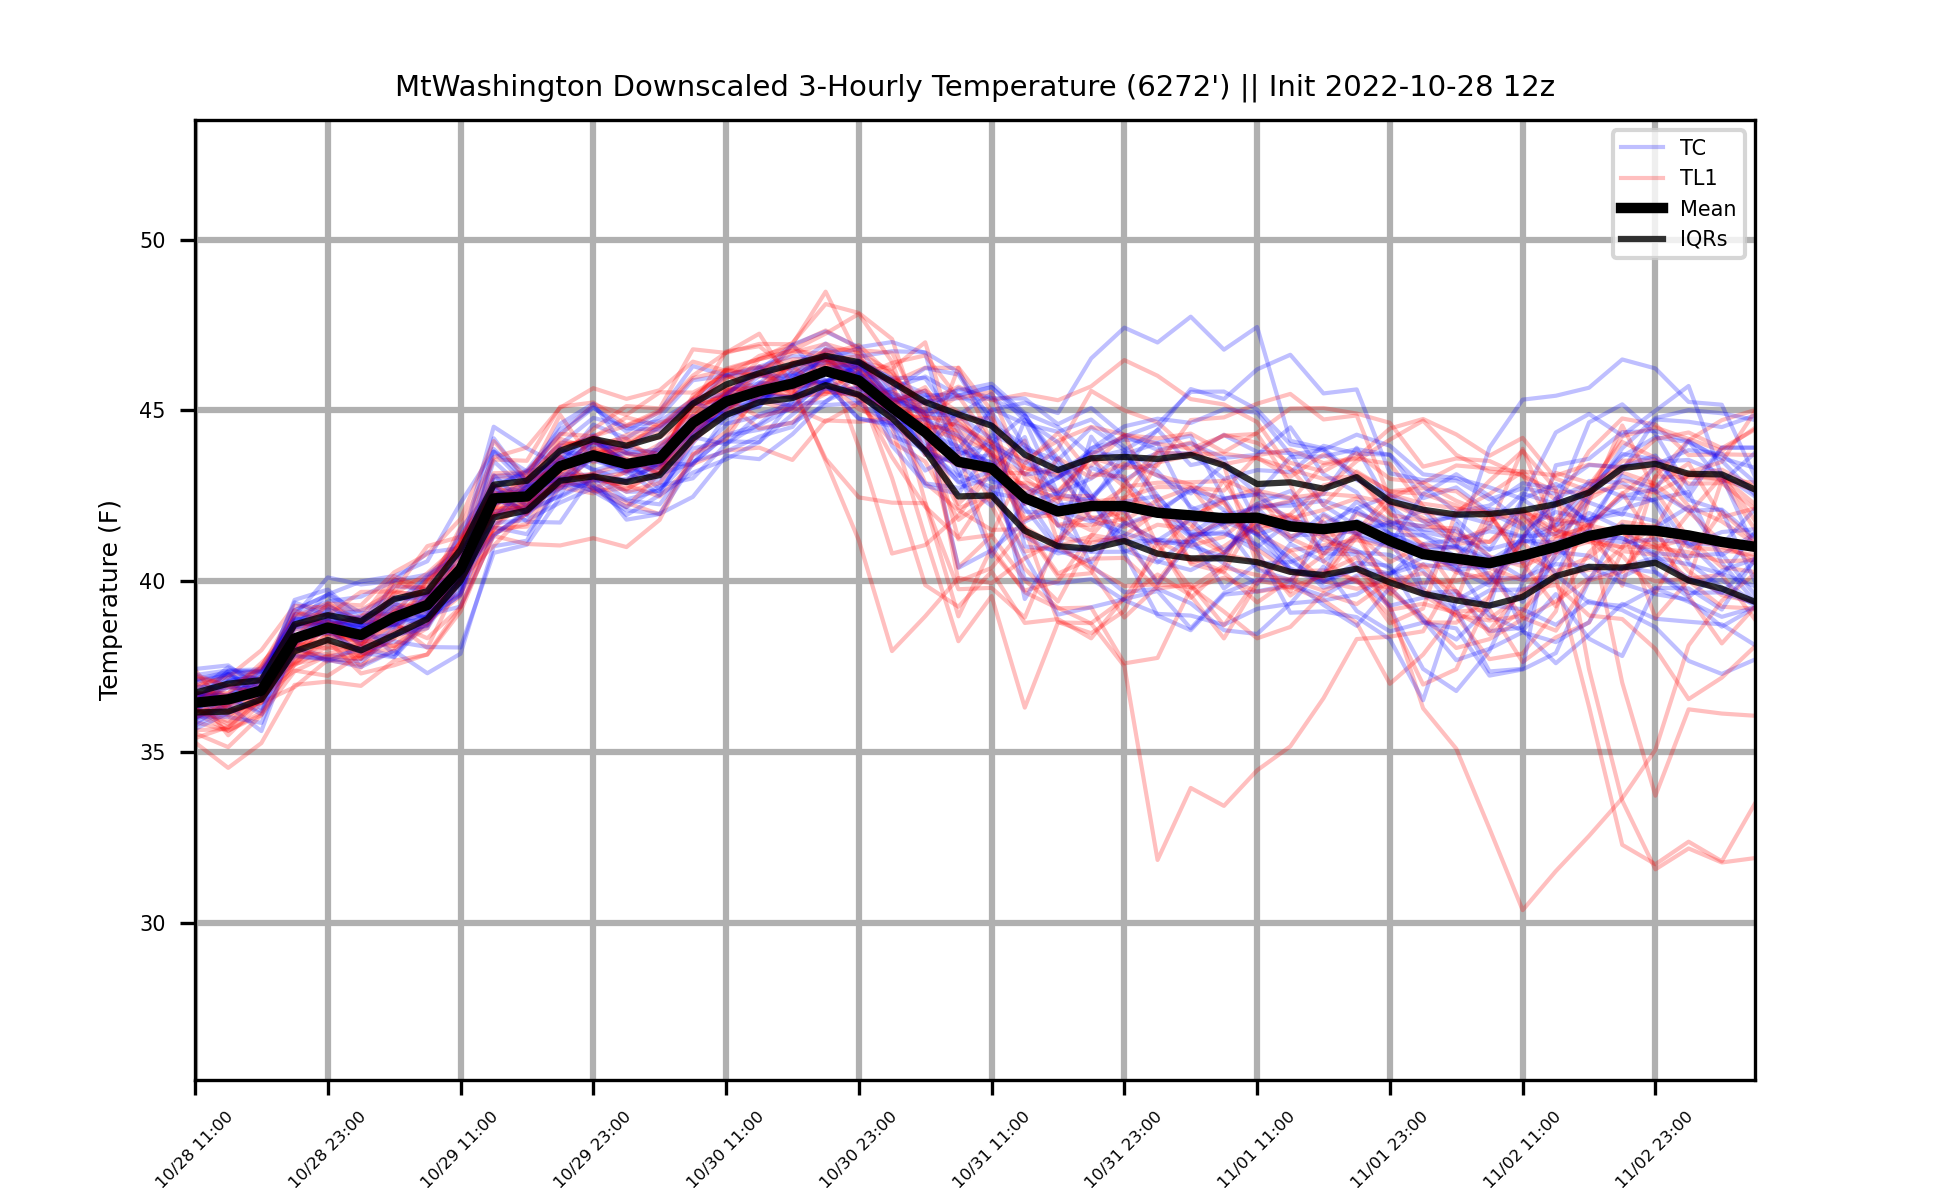 MtWashington Downscaled 3-Hourly Temperature (6272') || Init 2022-10-28 12z
TC
TL1
Mean
IQRs
Temperature (F)
50
45
40
35
30
10/28 11:00
10/28 23:00
10/29 11:00
10/29 23:00
10/30 11:00
10/30 23:00
10/31 11:00
10/31 23:00
11/01 11:00
11/01 23:00
11/02 11:00
11/02 23:00